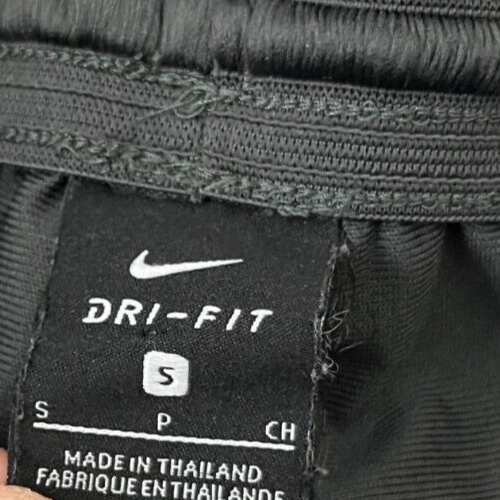 DRI-FIT
S
S P CH
MADE IN THAILAND
FABRIQUE EN THAILANDE